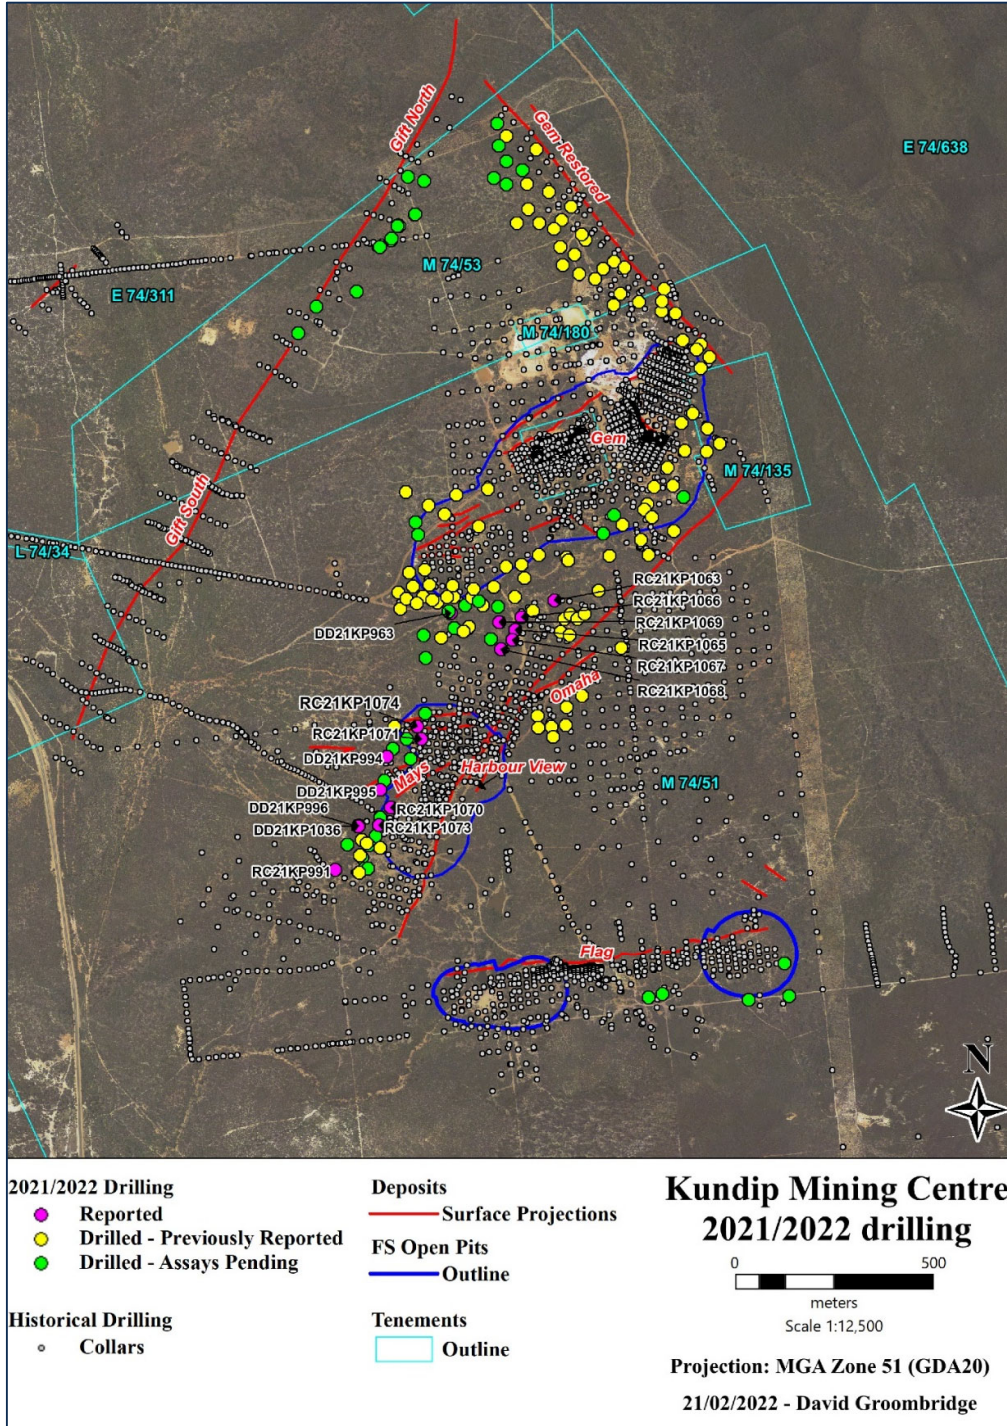 Gift North
Gem Restored
E 74/638
M 74/53
E 74/311
M 74/180
Gem
M 74/135
Gift South
L 74/34
RC21KP1063
RC21KP1066
RC21KP1069
DD21KP963
RC21KP1065
RC21KP1067
RC21KP1068
Omaha
RC21KP1074
RC21KP1071
DD21KP994
Harbour View
Mays
M 74/51
DD21KP995
DD21KP996
RC21KP1070
DD21KP1036
RC21KP1073
RC21KP991
Flag
N
2021/2022 Drilling
Reported
Drilled - Previously Reported
Drilled - Assays Pending
Historical Drilling
Collars
Deposits
Surface Projections
FS Open Pits
Outline
Tenements
Outline
Kundip Mining Centre
2021/2022 drilling
0 500
meters
Scale 1:12,500
Projection: MGA Zone 51 (GDA20)
21/02/2022 - David Groombridge